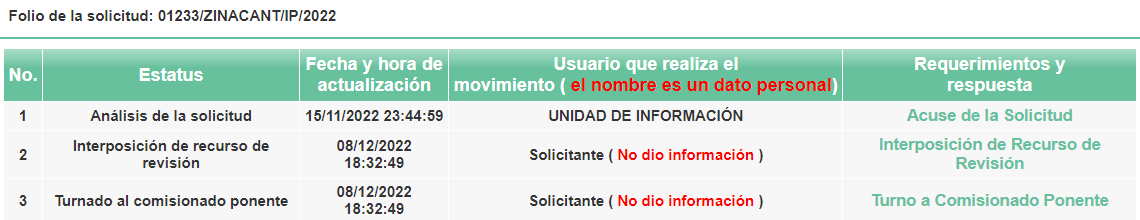 Folio de la solicitud: 01233/ZINACANT/IP/2022
No. Estatus Fecha y hora de actualización Usuario que realiza el movimiento ( el nombre es un dato personal) Requerimientos y respuesta
1 Análisis de la solicitud 15/11/2022 23:44:59 UNIDAD DE INFORMACIÓN Acuse de la Solicitud
2 Interposición de recurso de revisión 08/12/2022 18:32:49 Solicitante ( No dio información ) Interposición de Recurso de Revisión
3 Turnado al comisionado ponente 08/12/2022 18:32:49 Solicitante ( No dio información ) Turno a Comisionado Ponente